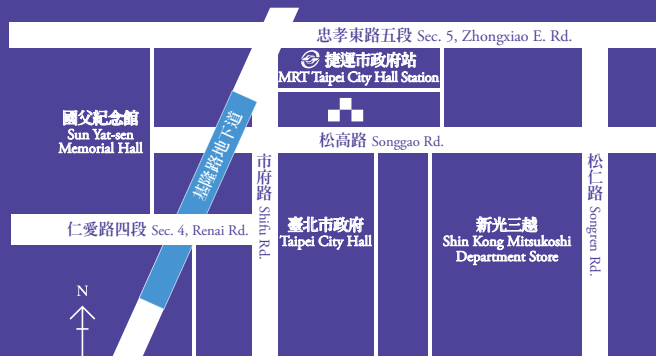 忠孝東路五段 Sec. 5, Zhongxiao E. Rd.
捷運市政府站
MRT Taipei City Hall Station
國父紀念館
Sun Yat-sen
Memorial Hall
基隆路地下道
松高路 Songgao Rd.
市府路 Shifu Rd.
松仁路 Songren Rd.
仁愛路四段 Sec. 4, Renai Rd.
臺北市政府
Taipei City Hall
新光三越
Shin Kong Mitsukoshi
Department Store
N